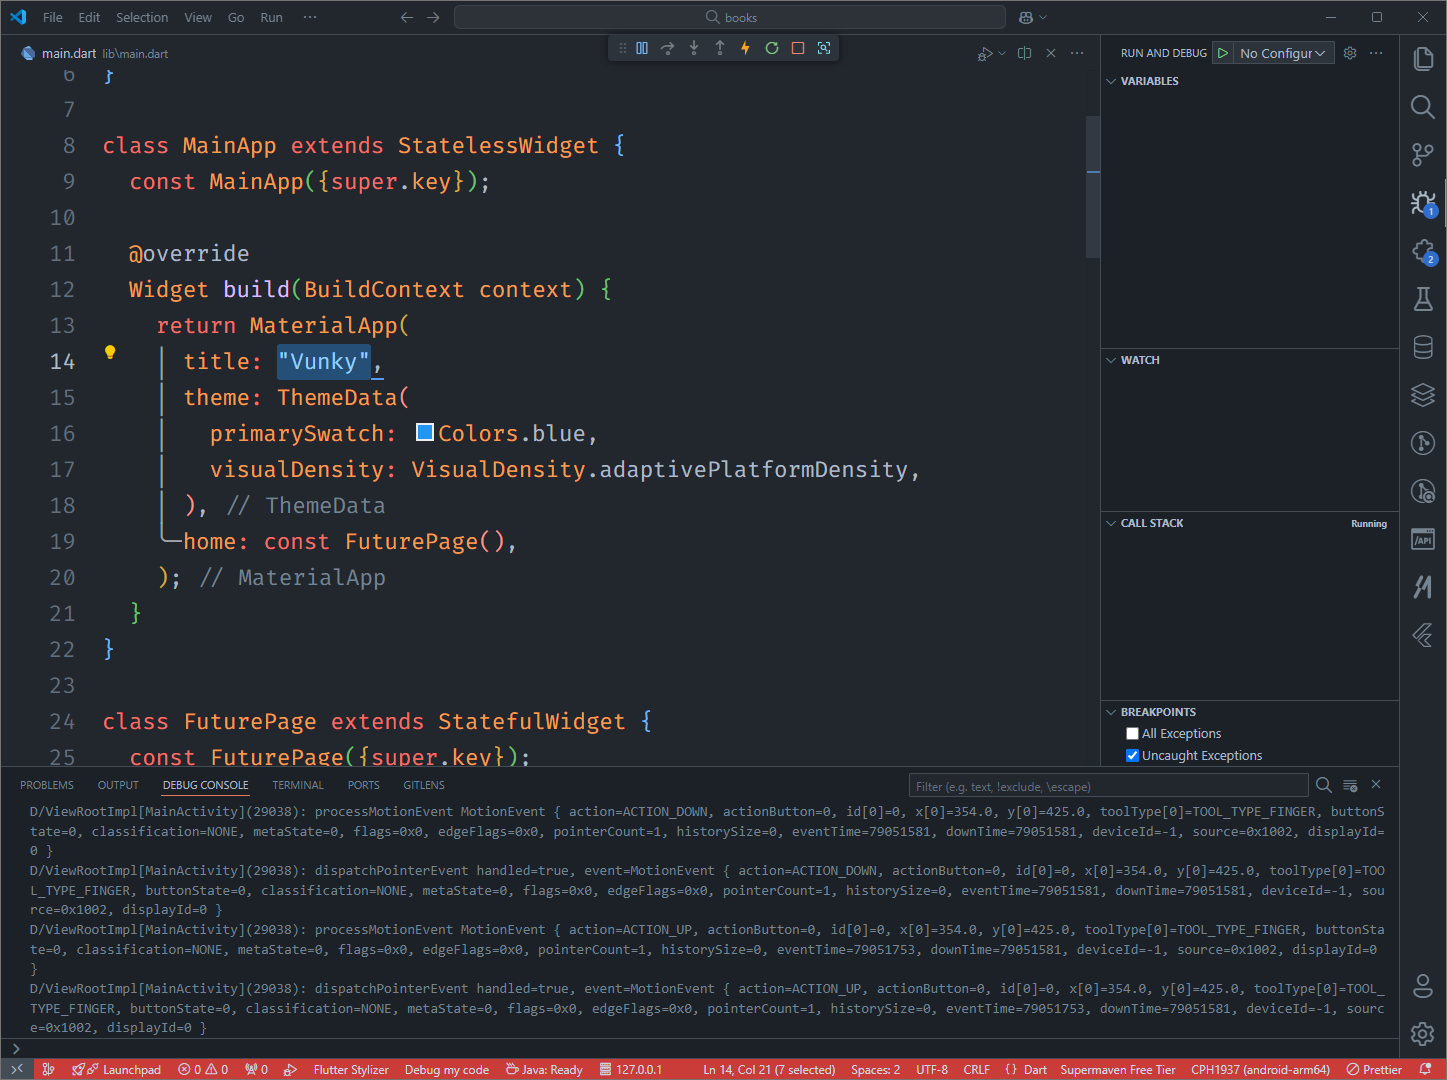 File Edit Selection View Go Run ··· books
main.dart lib\main.dart
RUN AND DEBUG No Configur
VARIABLES
WATCH
CALL STACK Running
BREAKPOINTS
All Exceptions
Uncaught Exceptions
1
2
/API
6 }
7
8 class MainApp extends StatelessWidget {
9 const MainApp({super.key});
10
11 @override
12 Widget build(BuildContext context) {
13 return MaterialApp(
14 title: "Vunky",
15 theme: ThemeData(
16 primarySwatch: Colors.blue,
17 visualDensity: VisualDensity.adaptivePlatformDensity,
18 ), // ThemeData
19 home: const FuturePage(),
20 ); // MaterialApp
21 }
22 }
23
24 class FuturePage extends StatefulWidget {
25 const FuturePage({super.key});
PROBLEMS OUTPUT DEBUG CONSOLE TERMINAL PORTS GITLENS Filter (e.g. text, !exclude, \escape)
D/ViewRootImpl[MainActivity](29038): processMotionEvent MotionEvent { action=ACTION_DOWN, actionButton=0, id[0]=0, x[0]=354.0, y[0]=425.0, toolType[0]=TOOL_TYPE_FINGER, buttonS
tate=0, classification=NONE, metaState=0, flags=0x0, edgeFlags=0x0, pointerCount=1, historySize=0, eventTime=79051581, downTime=79051581, deviceId=-1, source=0x1002, displayId=
0 }
D/ViewRootImpl[MainActivity](29038): dispatchPointerEvent handled=true, event=MotionEvent { action=ACTION_DOWN, actionButton=0, id[0]=0, x[0]=354.0, y[0]=425.0, toolType[0]=TOO
L_TYPE_FINGER, buttonState=0, classification=NONE, metaState=0, flags=0x0, edgeFlags=0x0, pointerCount=1, historySize=0, eventTime=79051581, downTime=79051581, deviceId=-1, sou
rce=0x1002, displayId=0 }
D/ViewRootImpl[MainActivity](29038): processMotionEvent MotionEvent { action=ACTION_UP, actionButton=0, id[0]=0, x[0]=354.0, y[0]=425.0, toolType[0]=TOOL_TYPE_FINGER, buttonSta
te=0, classification=NONE, metaState=0, flags=0x0, edgeFlags=0x0, pointerCount=1, historySize=0, eventTime=79051753, downTime=79051581, deviceId=-1, source=0x1002, displayId=0
}
D/ViewRootImpl[MainActivity](29038): dispatchPointerEvent handled=true, event=MotionEvent { action=ACTION_UP, actionButton=0, id[0]=0, x[0]=354.0, y[0]=425.0, toolType[0]=TOOL_
TYPE_FINGER, buttonState=0, classification=NONE, metaState=0, flags=0x0, edgeFlags=0x0, pointerCount=1, historySize=0, eventTime=79051753, downTime=79051581, deviceId=-1, sourc
e=0x1002, displayId=0 }
Launchpad 0 0 0 Flutter Stylizer Debug my code Java: Ready 127.0.0.1 Ln 14, Col 21 (7 selected) Spaces: 2 UTF-8 CRLF {} Dart Supermaven Free Tier CPH1937 (android-arm64) Prettier